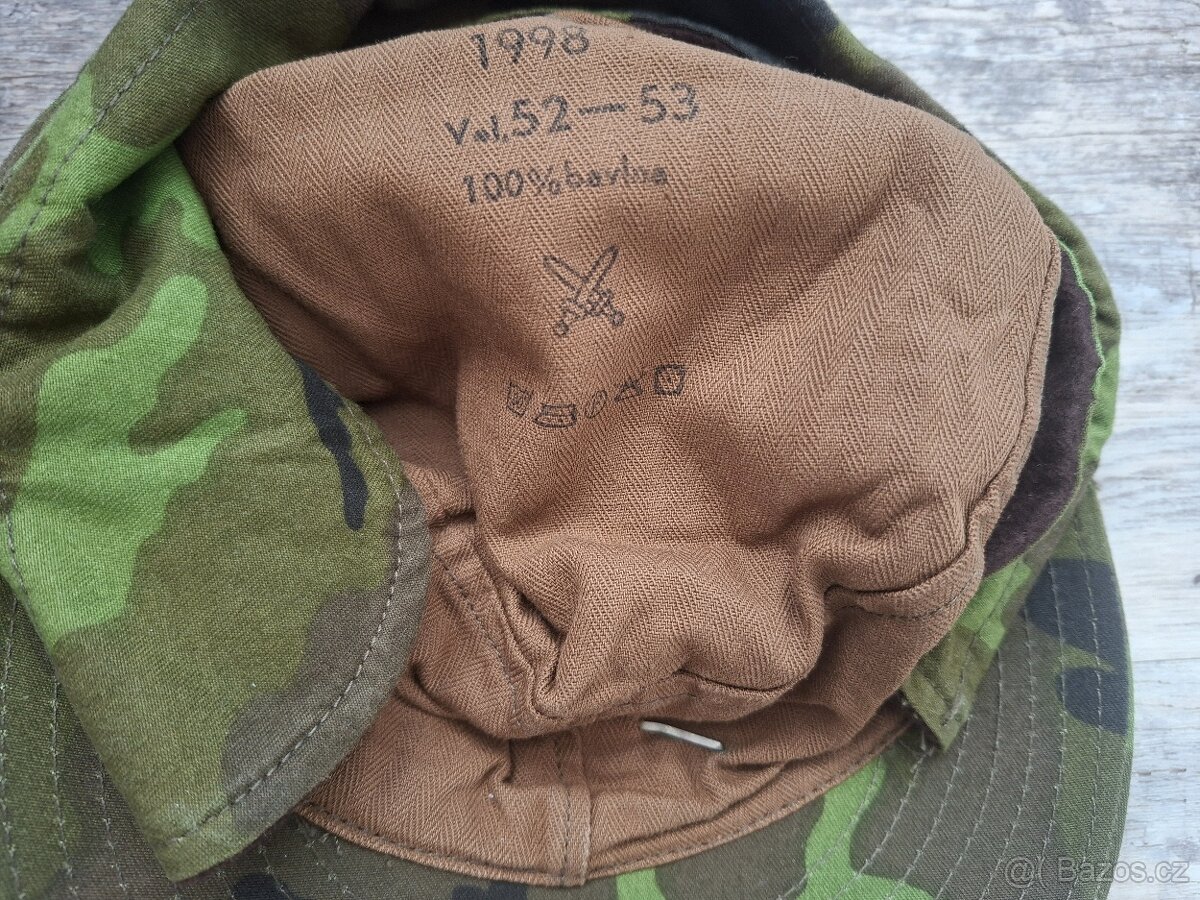 1998
Vel.52-53
100%bavlna
@( Bazos.cz